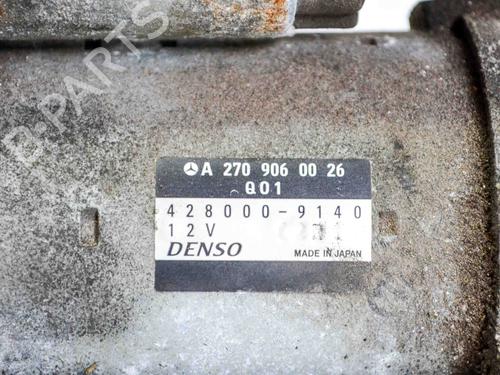 B-PARTS
A 270 906 00 26
Q01
428000-9140
12V
DENSO MADE IN JAPAN